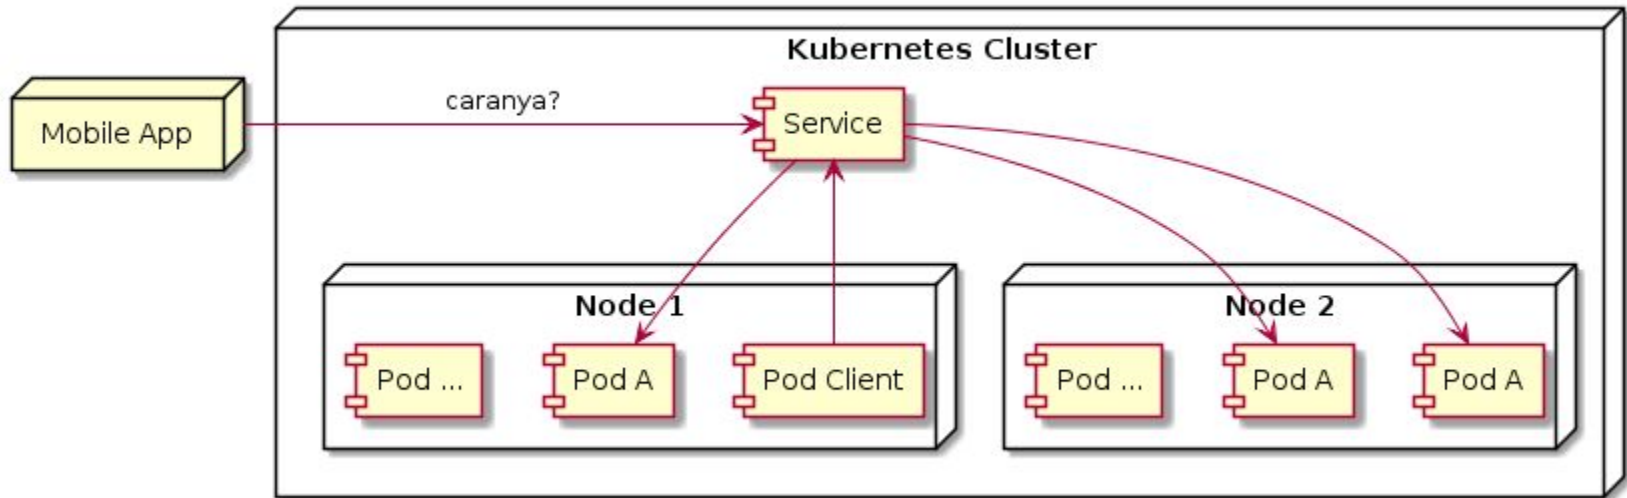 Kubernetes Cluster
Mobile App
caranya?
Service
Node 1
Pod ...
Pod A
Pod Client
Node 2
Pod ...
Pod A
Pod A